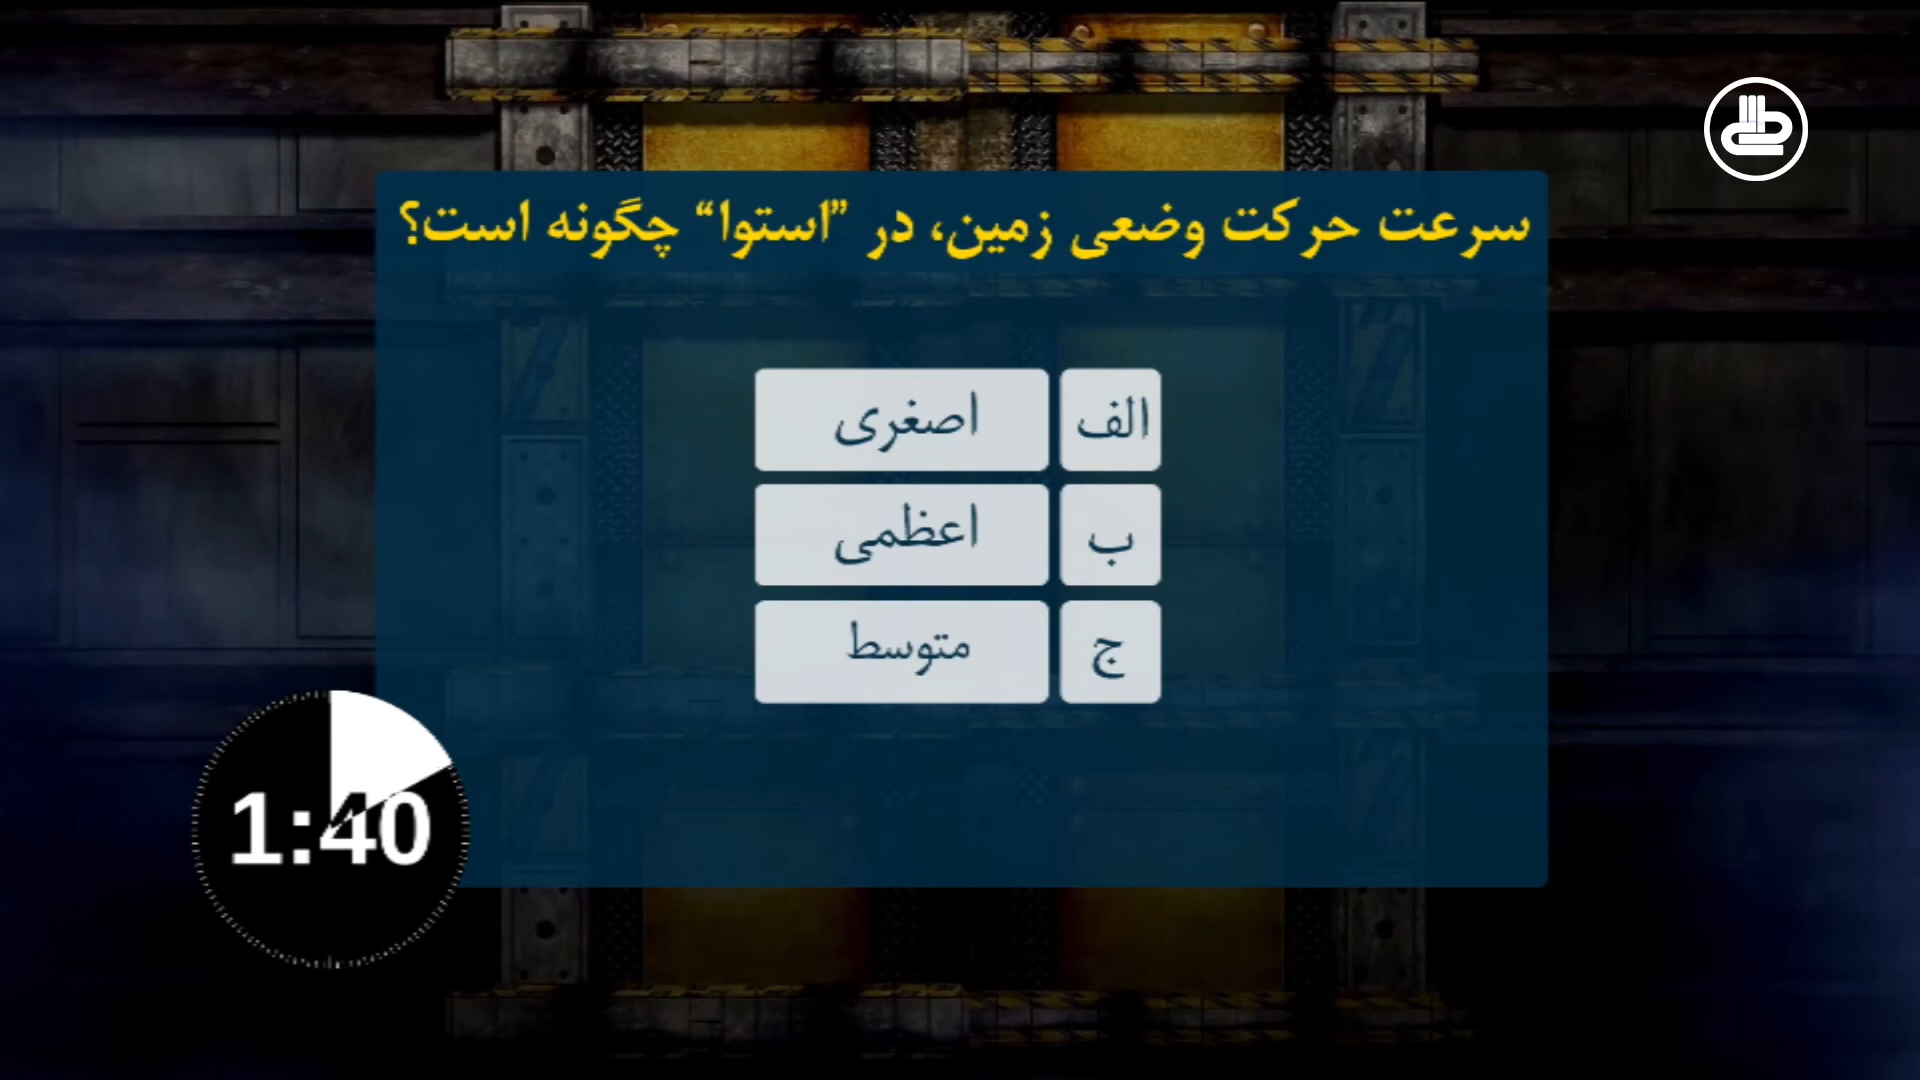 سرعت حرکت وضعی زمین، در ”استوا“ چگونه است؟
الف اصغری
ب اعظمی
ج متوسط
1:40